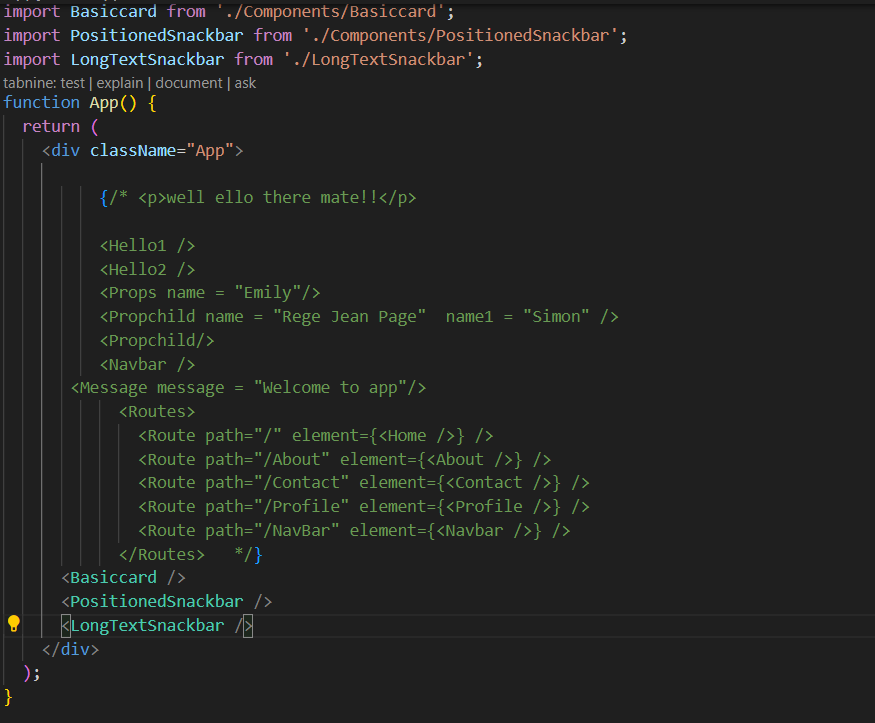 import Basiccard from './Components/Basiccard';
import PositionedSnackbar from './Components/PositionedSnackbar';
import LongTextSnackbar from './LongTextSnackbar';
tabnine: test | explain | document | ask
function App() {
  return (
    <div className="App">
          {/* <p>well ello there mate!!</p>
          <Hello1 />
          <Hello2 />
          <Props name = "Emily"/>
          <Propchild name = "Rege Jean Page"  name1 = "Simon" />
          <Propchild/>
          <Navbar />
       <Message message = "Welcome to app"/>
            <Routes>
              <Route path="/" element={<Home />} />
              <Route path="/About" element={<About />} />
              <Route path="/Contact" element={<Contact />} />
              <Route path="/Profile" element={<Profile />} />
              <Route path="/NavBar" element={<Navbar />} />
            </Routes>   */}
      <Basiccard />
      <PositionedSnackbar />
      <LongTextSnackbar />
    </div>
  );
}